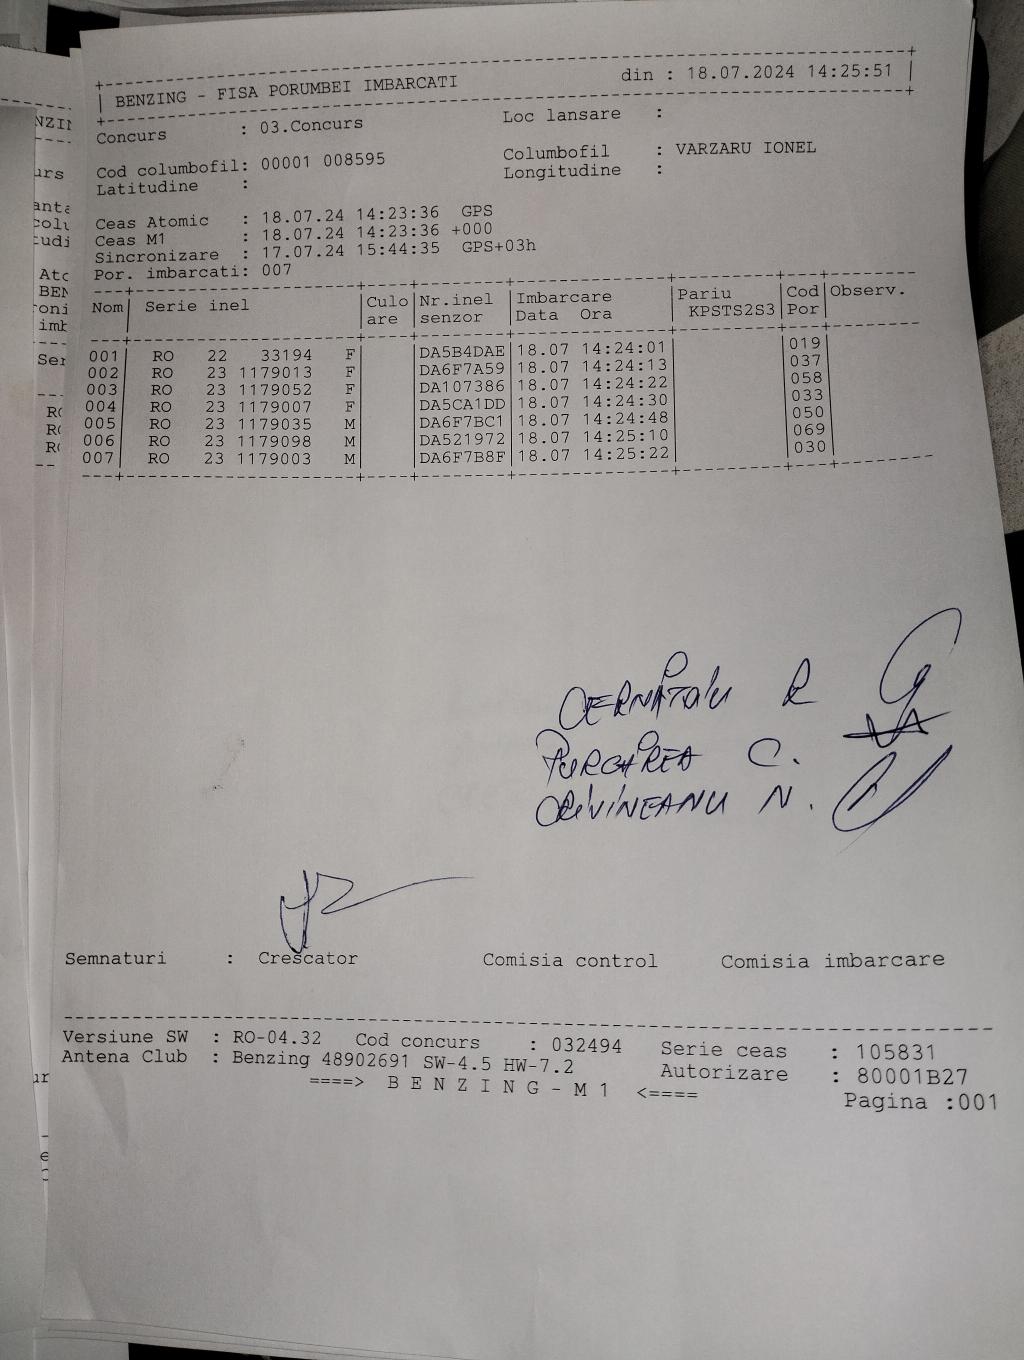 BENZING - FISA PORUMBEI IMBARCATI din : 18.07.2024 14:25:51
Concurs : 03.Concurs Loc lansare :
Cod columbofil: 00001 008595 Columbofil : VARZARU IONEL
Latitudine : Longitudine :
Ceas Atomic : 18.07.24 14:23:36 GPS
Ceas M1 : 18.07.24 14:23:36 +000
Sincronizare : 17.07.24 15:44:35 GPS+03h
Por. imbarcati: 007
Nom| Serie inel |Culo|Nr.inel |Imbarcare |Pariu |Cod|Observ.
| |are |senzor |Data Ora | KPSTS2S3|Por|
001| RO 22 33194 F| |DA5B4DAE|18.07 14:24:01| |019|
002| RO 23 1179013 F| |DA6F7A59|18.07 14:24:13| |037|
003| RO 23 1179052 F| |DA107386|18.07 14:24:22| |058|
004| RO 23 1179007 F| |DA5CA1DD|18.07 14:24:30| |033|
005| RO 23 1179035 M| |DA6F7BC1|18.07 14:24:48| |050|
006| RO 23 1179098 M| |DA521972|18.07 14:25:10| |069|
007| RO 23 1179003 M| |DA6F7B8F|18.07 14:25:22| |030|
R
C.
CRIVINEANU N.
Semnaturi : Crescator Comisia control Comisia imbarcare
Versiune SW : RO-04.32 Cod concurs : 032494 Serie ceas : 105831
Antena Club : Benzing 48902691 SW-4.5 HW-7.2 Autorizare : 80001B27
====> B E N Z I N G - M 1 <==== Pagina :001